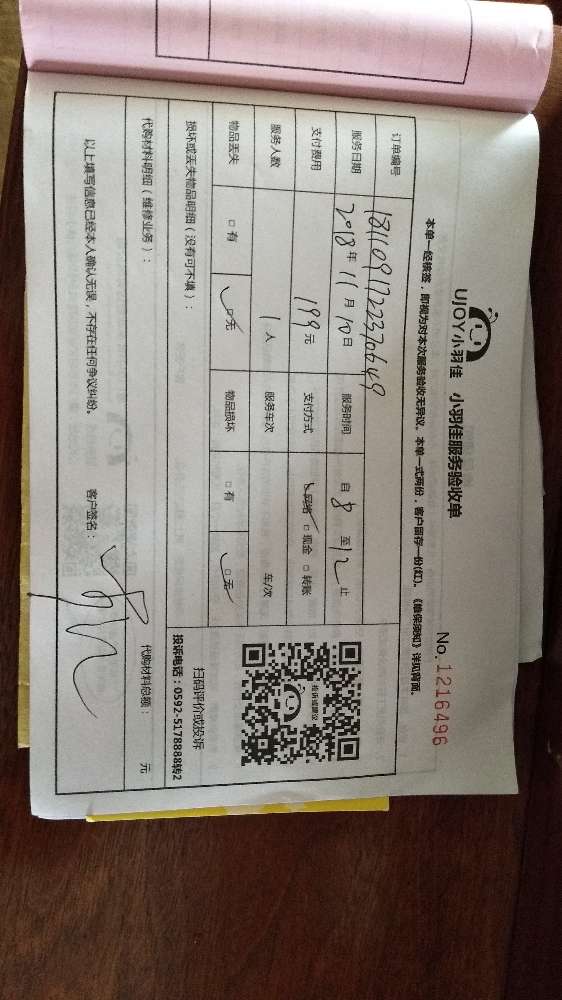 UJOY小羽佳 小羽佳服务验收单
No.1216496
本单一经核签，即视为对本次服务验收无异议。本单一式两份，客户留存一份(红)。《维保须知》详见背面。
订单编号 1811091722370649
服务日期 2018年11月10日 服务时间 自8至12止
支付费用 199元 支付方式 □网络 □现金 □转账
服务人数 1人 服务车次 车/次
物品丢失 □有 □无 物品损坏 □有 □无
投诉或建议
扫码评价或投诉
投诉电话：0592-5178888转2
损坏或丢失物品明细（没有可不填）：
代购材料明细（维修业务）： 代购材料总额： 元
以上填写信息已经本人确认无误，不存在任何争议纠纷。 客户签名：